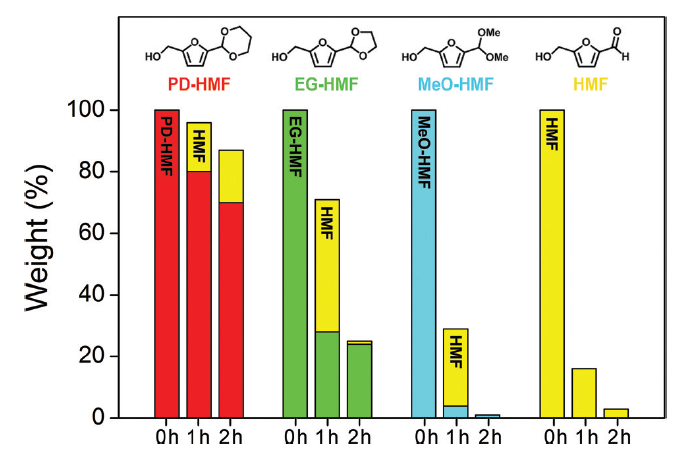 HO O O O
HO O O O
HO O OMe OMe
HO O O H
PD-HMF EG-HMF MeO-HMF HMF
Weight (%)
100
80
60
40
20
0
PD-HMF HMF
EG-HMF HMF
MeO-HMF HMF
HMF
0h 1h 2h 0h 1h 2h 0h 1h 2h 0h 1h 2h